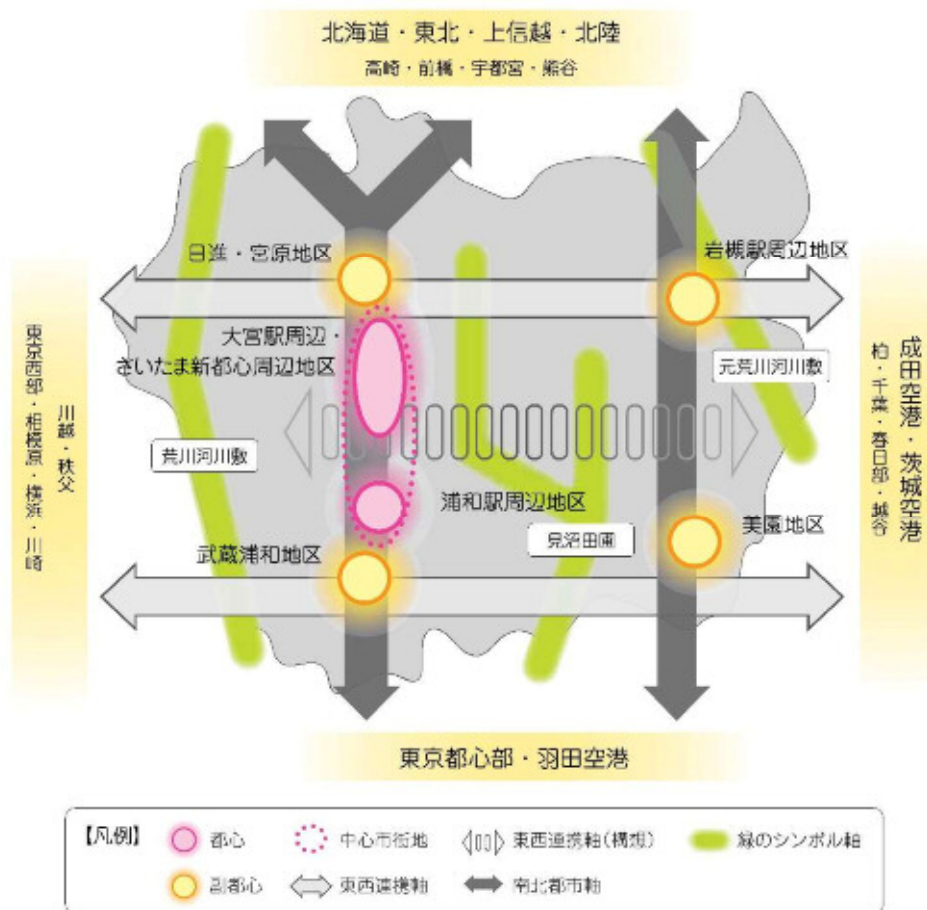 北海道・東北・上信越・北陸
高崎・前橋・宇都宮・熊谷
日進・宮原地区
岩槻駅周辺地区
大宮駅周辺・
さいたま新都心周辺地区
元荒川河川敷
川越・秩父
東京西部・相模原・横浜・川崎
成田空港・茨城空港
柏・千葉・春日部・越谷
荒川河川敷
浦和駅周辺地区
見沼田圃
美園地区
武蔵浦和地区
東京都心部・羽田空港
【凡例】
都心
中心市街地
東西連携軸(構想)
緑のシンボル軸
副都心
東西連携軸
南北都市軸